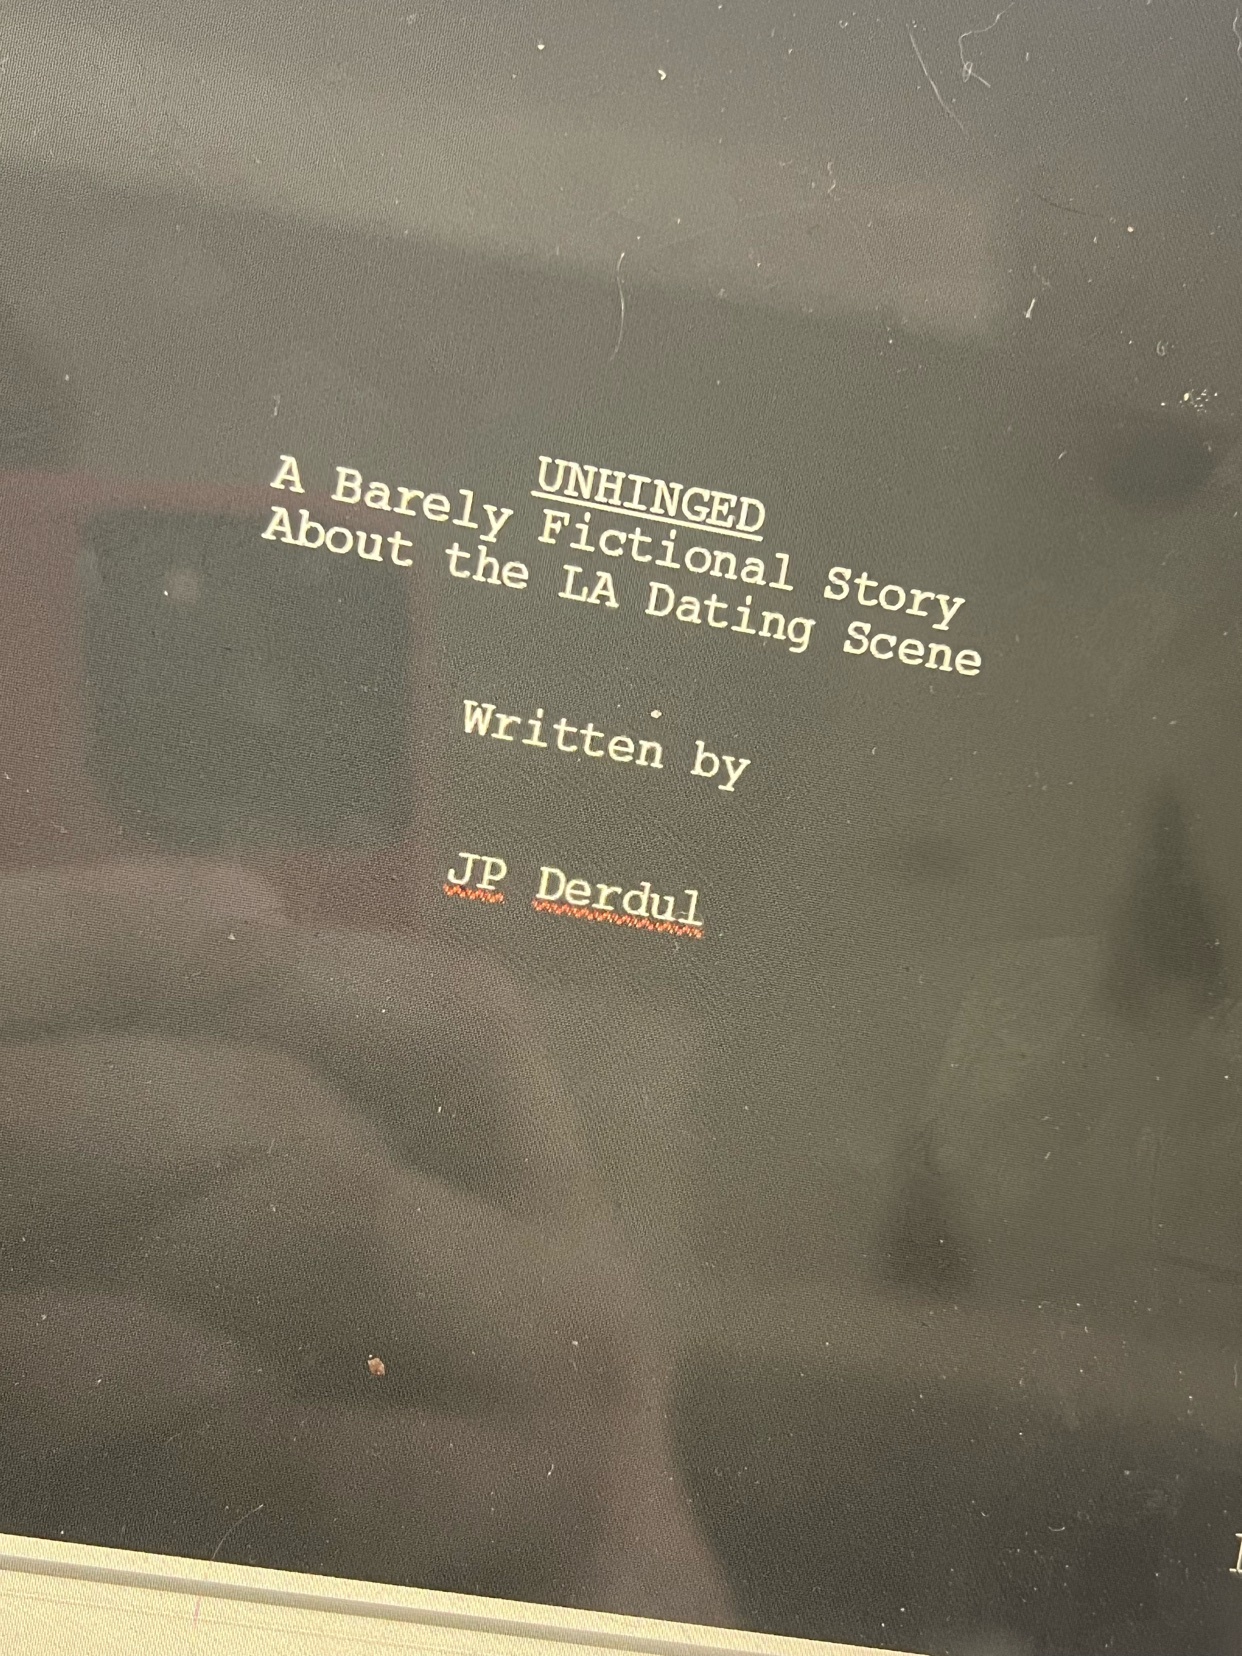 UNHINGED
A Barely Fictional Story
About the LA Dating Scene
Written by
JP Derdul